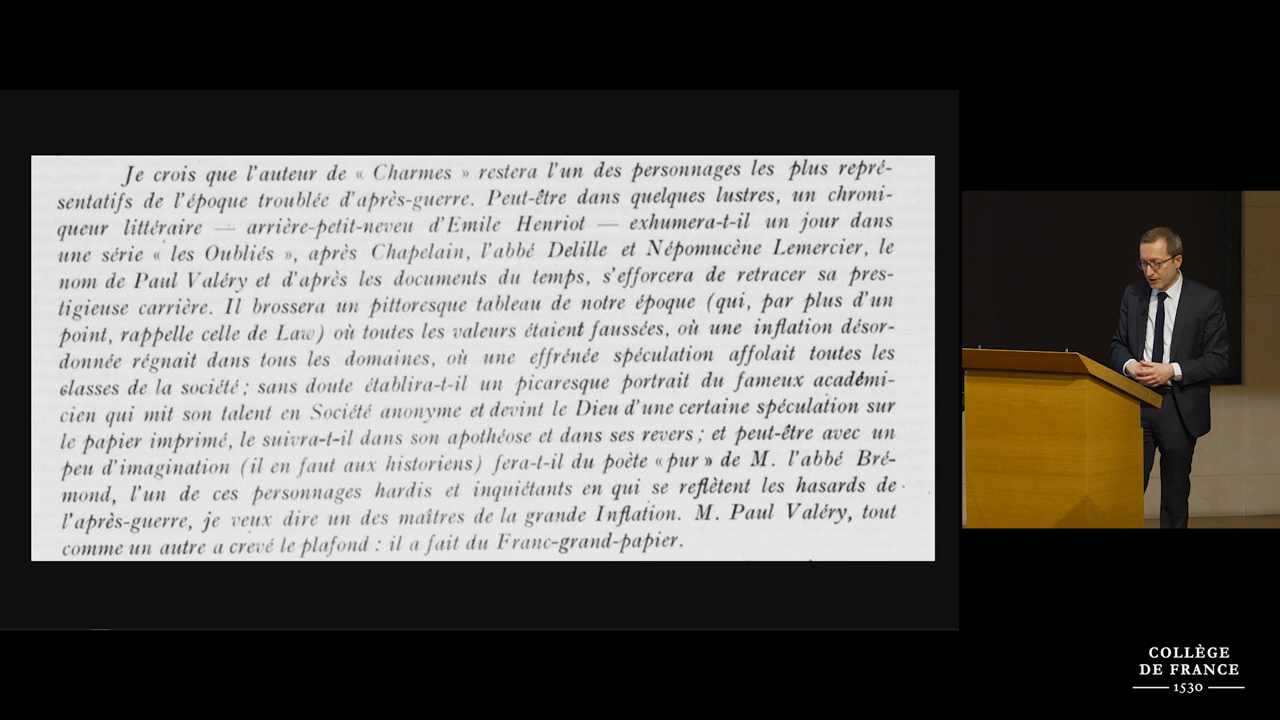 Je crois que l'auteur de « Charmes » restera l'un des personnages les plus repré-
sentatifs de l'époque troublée d'après-guerre. Peut-être dans quelques lustres, un chroni-
queur littéraire — arrière-petit-neveu d'Emile Henriot — exhumera-t-il un jour dans
une série « les Oubliés », après Chapelain, l'abbé Delille et Népomucène Lemercier, le
nom de Paul Valéry et d'après les documents du temps, s'efforcera de retracer sa pres-
tigieuse carrière. Il brossera un pittoresque tableau de notre époque (qui, par plus d'un
point, rappelle celle de Law) où toutes les valeurs étaient faussées, où une inflation désor-
donnée régnait dans tous les domaines, où une effrénée spéculation affolait toutes les
classes de la société ; sans doute établira-t-il un picaresque portrait du fameux académi-
cien qui mit son talent en Société anonyme et devint le Dieu d'une certaine spéculation sur
le papier imprimé, le suivra-t-il dans son apothéose et dans ses revers ; et peut-être avec un
peu d'imagination (il en faut aux historiens) fera-t-il du poète « pur » de M. l'abbé Bré-
mond, l'un de ces personnages hardis et inquiétants en qui se reflètent les hasards de
l'après-guerre, je veux dire un des maîtres de la grande Inflation. M. Paul Valéry, tout
comme un autre a crevé le plafond : il a fait du Franc-grand-papier.
COLLÈGE
DE FRANCE
1530